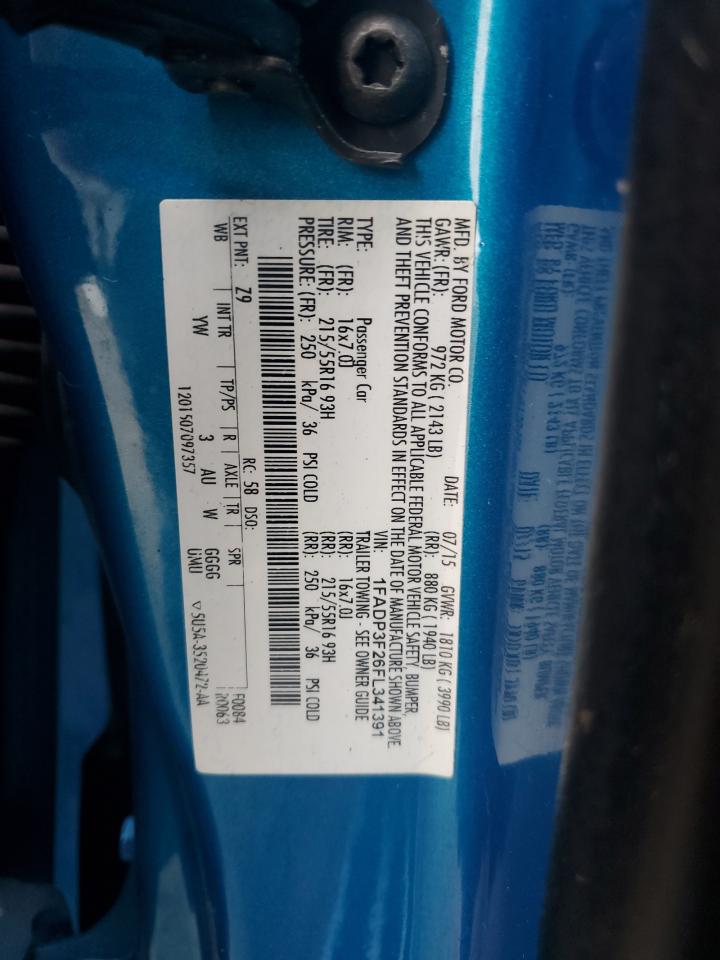 MFD. BY FORD MOTOR CO. DATE: 07/15 GVWR: 1810 KG ( 3990 LB)
GAWR: (FR): 972 KG ( 2143 LB) (RR): 880 KG ( 1940 LB)
THIS VEHICLE CONFORMS TO ALL APPLICABLE FEDERAL MOTOR VEHICLE SAFETY, BUMPER,
AND THEFT PREVENTION STANDARDS IN EFFECT ON THE DATE OF MANUFACTURE SHOWN ABOVE.
VIN: 1FADP3F26FL341391
TYPE: Passenger Car TRAILER TOWING - SEE OWNER GUIDE
RIM: (FR): 16x7.0J (RR): 16x7.0J
TIRE: (FR): 215/55R16 93H (RR): 215/55R16 93H
PRESSURE: (FR): 250 kPa/ 36 PSI COLD (RR): 250 kPa/ 36 PSI COLD
EXT PNT: Z9 RC: 58 DSO: F0084
WB INT TR TP/PS R AXLE TR SPR 20063
YW 3 AU W GGGG
UMU
1201507097357 ▽5U5A-3520472-AA